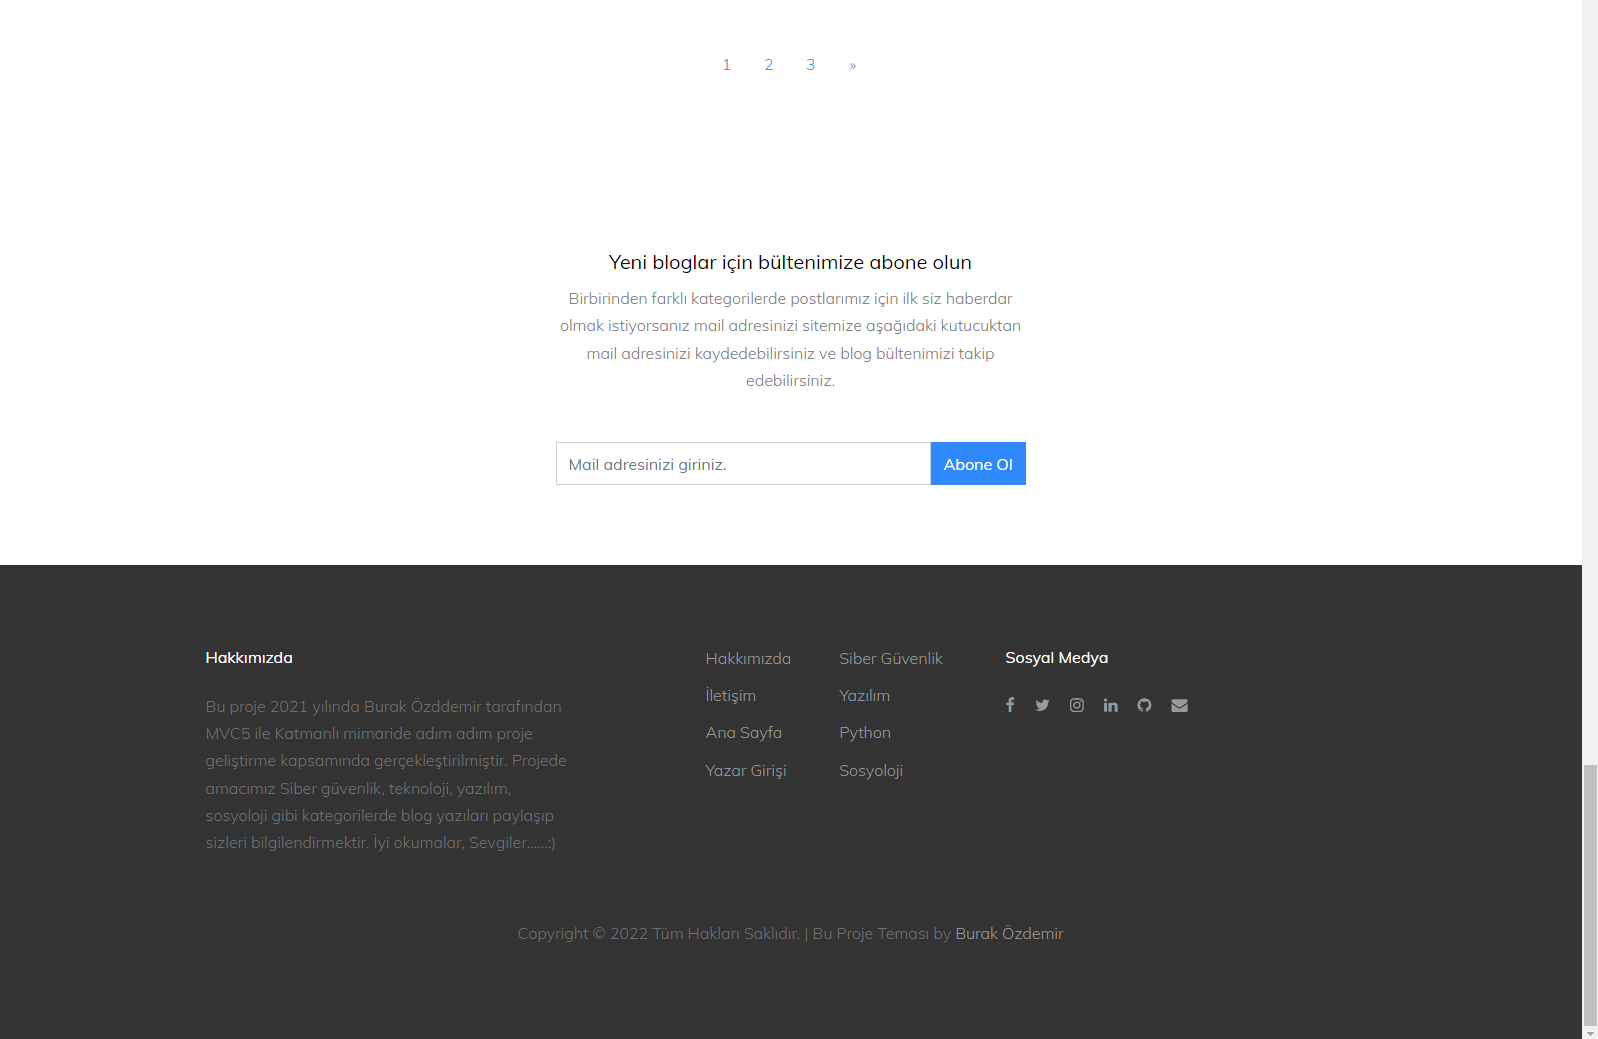 1 2 3 »
Yeni bloglar için bültenimize abone olun
Birbirinden farklı kategorilerde postlarımız için ilk siz haberdar
olmak istiyorsanız mail adresinizi sitemize aşağıdaki kutucuktan
mail adresinizi kaydedebilirsiniz ve blog bültenimizi takip
edebilirsiniz.
Mail adresinizi giriniz.
Abone Ol
Hakkımızda
Bu proje 2021 yılında Burak Özddemir tarafından
MVC5 ile Katmanlı mimaride adım adım proje
geliştirme kapsamında gerçekleştirilmiştir. Projede
amacımız Siber güvenlik, teknoloji, yazılım,
sosyoloji gibi kategorilerde blog yazıları paylaşıp
sizleri bilgilendirmektir. İyi okumalar, Sevgiler......:)
Hakkımızda
İletişim
Ana Sayfa
Yazar Girişi
Siber Güvenlik
Yazılım
Python
Sosyoloji
Sosyal Medya
Copyright © 2022 Tüm Hakları Saklıdır. | Bu Proje Teması by Burak Özdemir